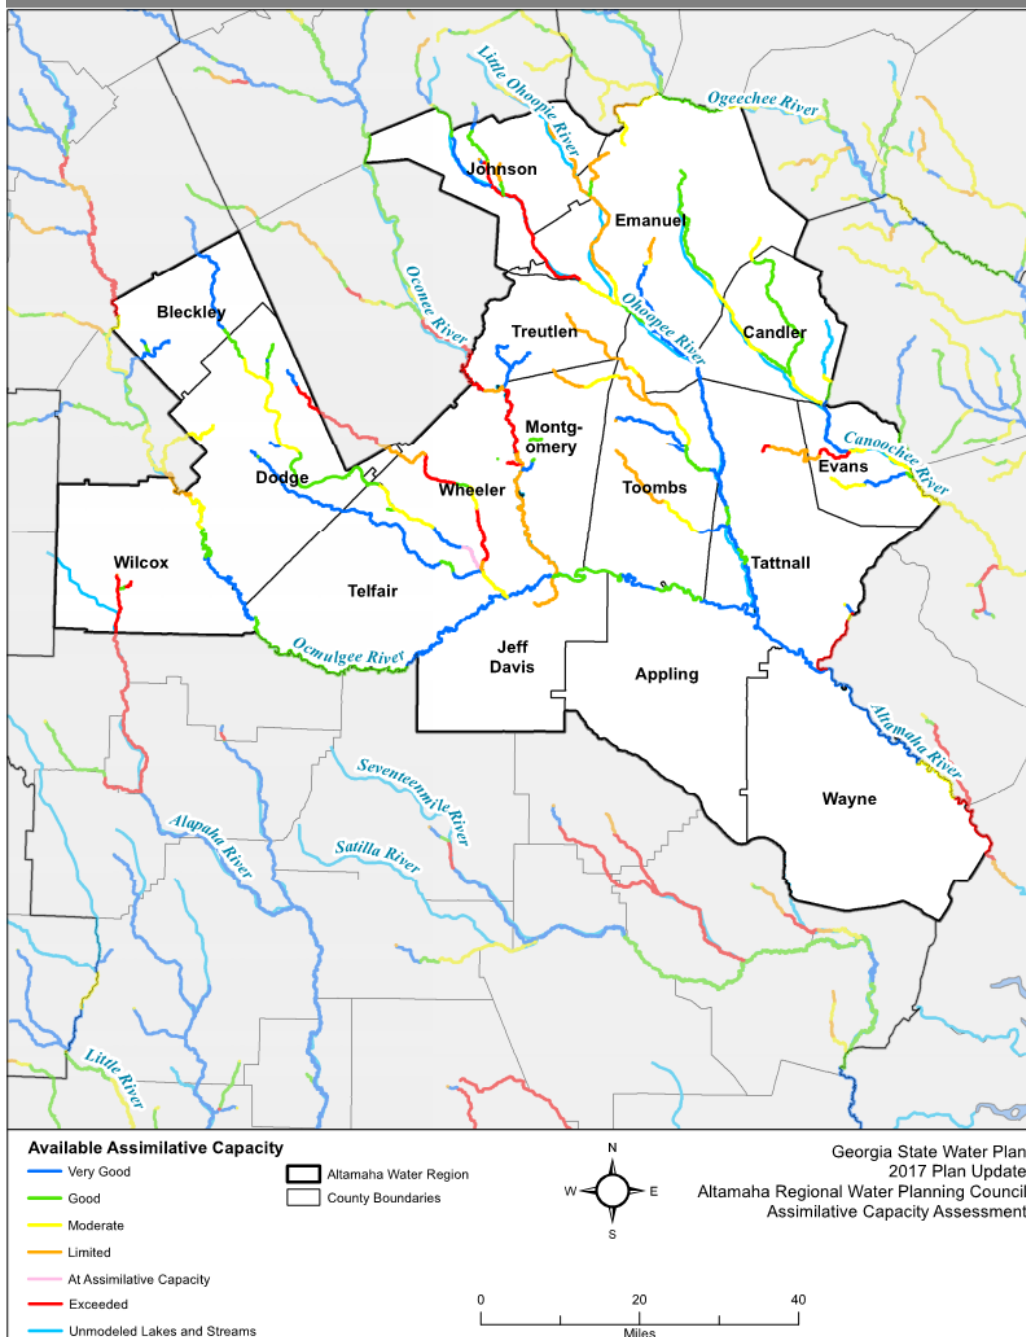 Little Ohoopie River
Ogeechee River
Johnson
Emanuel
Oconee River
Bleckley
Ohoopee River
Treutlen
Candler
Montg-
omery
Canoochee River
Evans
Dodge
Wheeler
Toombs
Wilcox
Tattnall
Telfair
Ocmulgee River
Jeff
Davis
Appling
Altamaha River
Seventeenmile River
Wayne
Alapaha River
Satilla River
Little River
Available Assimilative Capacity
Very Good
Good
Moderate
Limited
At Assimilative Capacity
Exceeded
Unmodeled Lakes and Streams
Altamaha Water Region
County Boundaries
N
W
E
S
Georgia State Water Plan
2017 Plan Update
Altamaha Regional Water Planning Council
Assimilative Capacity Assessment
0
20
40
Miles